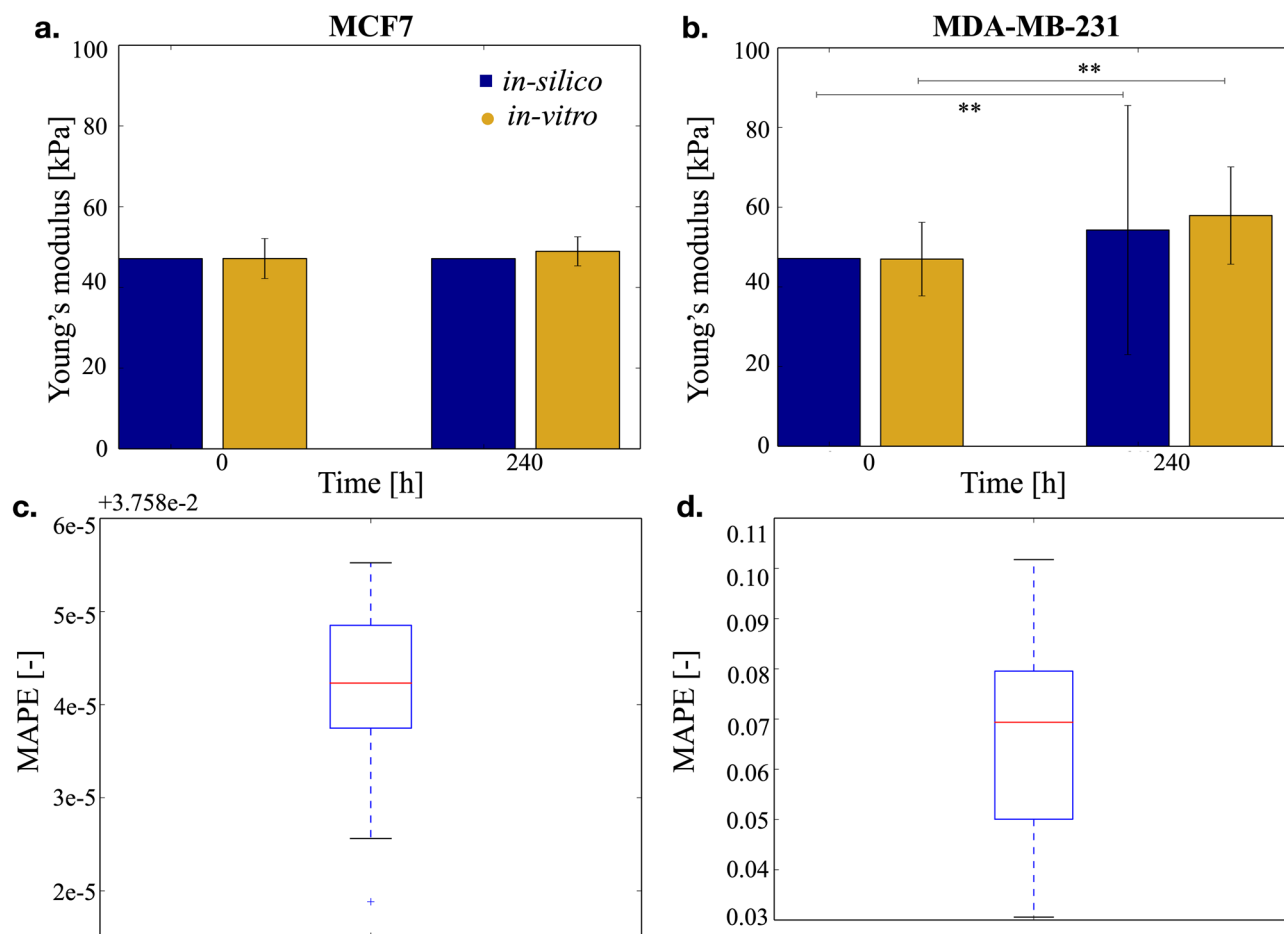 a.
MCF7
100
80
60
40
20
0
Young's modulus [kPa]
in-silico
in-vitro
0
240
Time [h]
b.
MDA-MB-231
100
80
60
40
20
0
Young's modulus [kPa]
**
**
0
240
Time [h]
c.
+3.758e-2
6e-5
5e-5
4e-5
3e-5
2e-5
MAPE [-]
d.
0.11
0.10
0.09
0.08
0.07
0.06
0.05
0.04
0.03
MAPE [-]